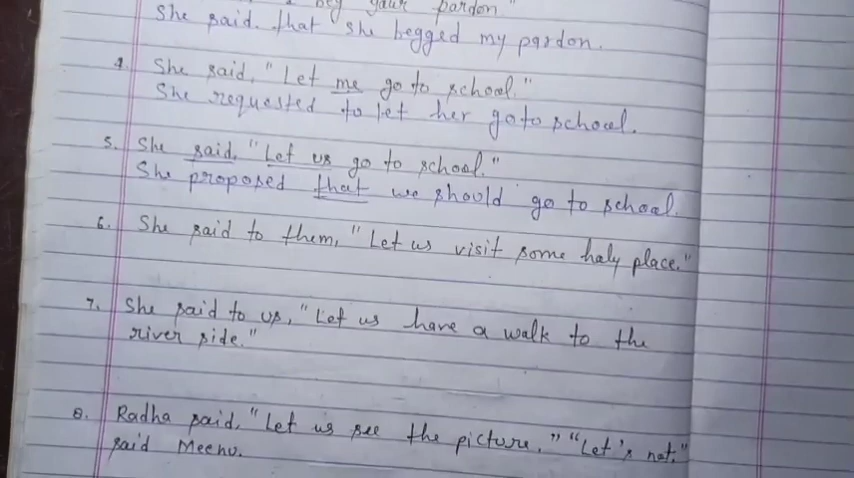 beg your pardon"
She said that she begged my pardon.
4. She said, "Let me go to school."
She requested to let her go to school.
5. She said, "Let us go to school."
She proposed that we should go to school.
6. She said to them, "Let us visit some holy place."
7. She said to us, "Let us have a walk to the
river side."
8. Radha said, "Let us see the picture," "Let's not,"
said Meenu.